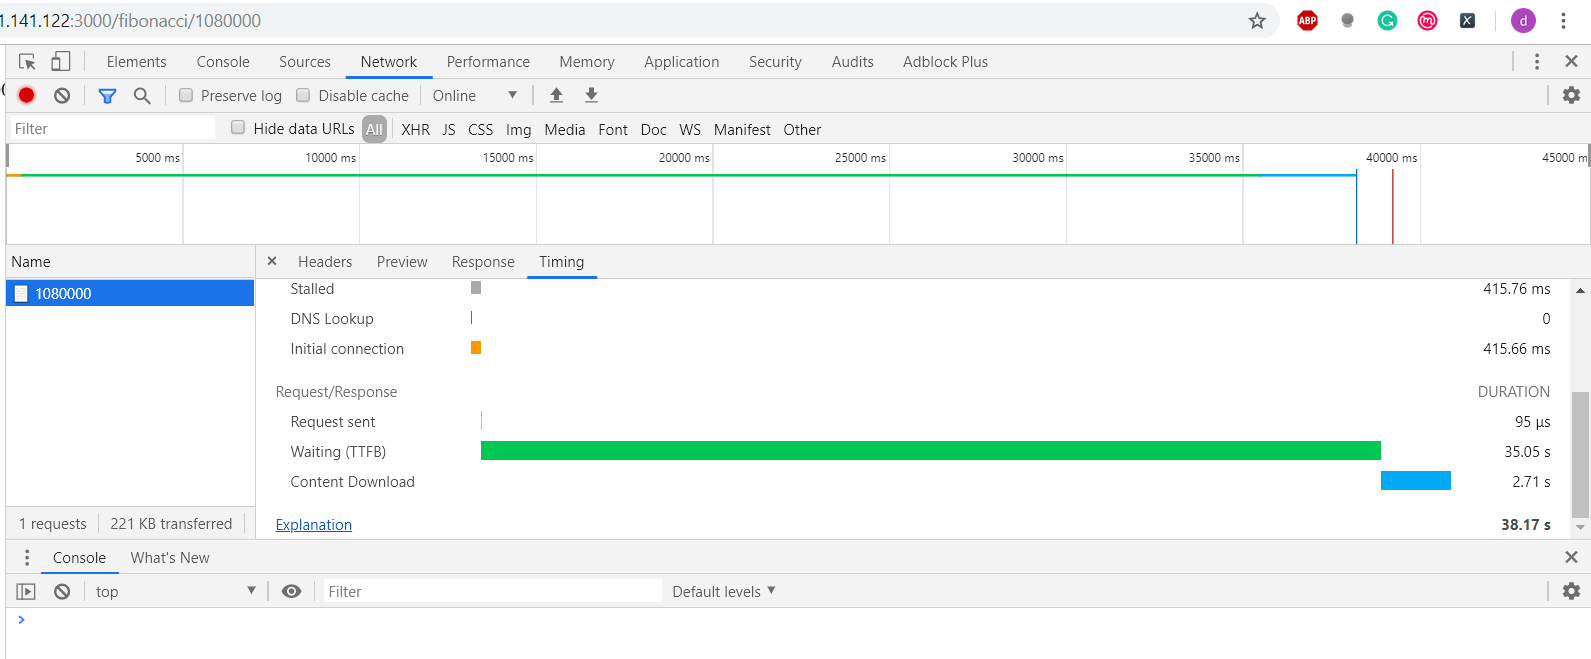 1.141.122:3000/fibonacci/1080000 ABP d
Elements Console Sources Network Performance Memory Application Security Audits Adblock Plus
Preserve log Disable cache Online
Filter Hide data URLs All XHR JS CSS Img Media Font Doc WS Manifest Other
5000 ms 10000 ms 15000 ms 20000 ms 25000 ms 30000 ms 35000 ms 40000 ms 45000 m
Name × Headers Preview Response Timing
1080000
Stalled 415.76 ms
DNS Lookup 0
Initial connection 415.66 ms
Request/Response DURATION
Request sent 95 μs
Waiting (TTFB) 35.05 s
Content Download 2.71 s
1 requests 221 KB transferred Explanation 38.17 s
Console What's New
top Filter Default levels